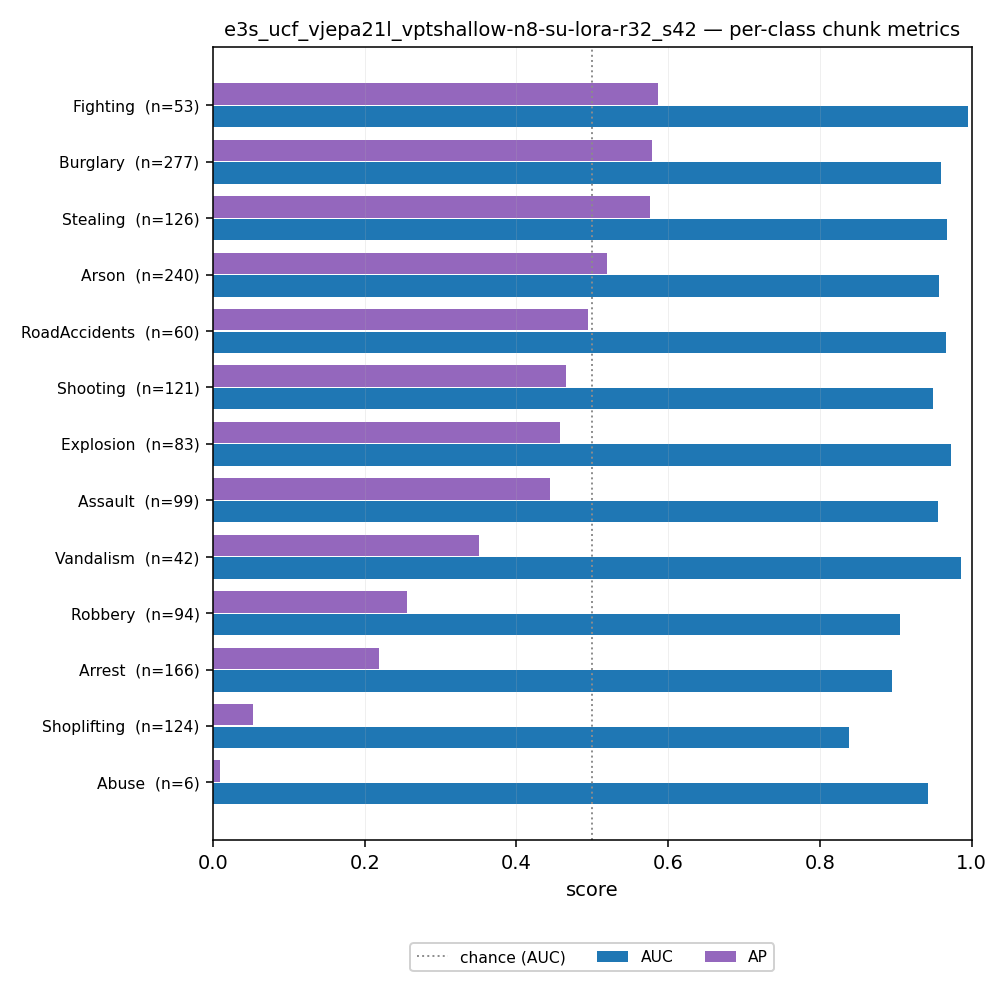 e3s_ucf_vjepa21l_vptshallow-n8-su-lora-r32_s42 — per-class chunk metrics
Fighting (n=53)
Burglary (n=277)
Stealing (n=126)
Arson (n=240)
RoadAccidents (n=60)
Shooting (n=121)
Explosion (n=83)
Assault (n=99)
Vandalism (n=42)
Robbery (n=94)
Arrest (n=166)
Shoplifting (n=124)
Abuse (n=6)
0.0 0.2 0.4 0.6 0.8 1.0
score
chance (AUC) AUC AP